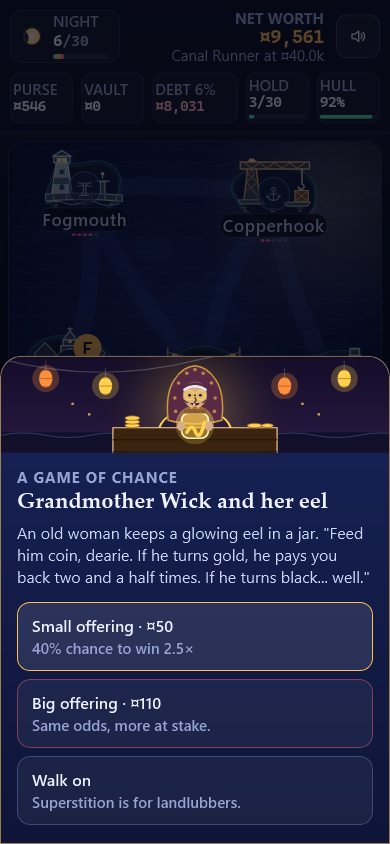 NIGHT
6/30
NET WORTH
¤9,561
Canal Runner at ¤40.0k
PURSE
¤546
VAULT
¤0
DEBT 6%
¤8,031
HOLD
3/30
HULL
92%
Fogmouth
Copperhook
F
A GAME OF CHANCE
Grandmother Wick and her eel
An old woman keeps a glowing eel in a jar. "Feed
him coin, dearie. If he turns gold, he pays you
back two and a half times. If he turns black... well."
Small offering · ¤50
40% chance to win 2.5×
Big offering · ¤110
Same odds, more at stake.
Walk on
Superstition is for landlubbers.